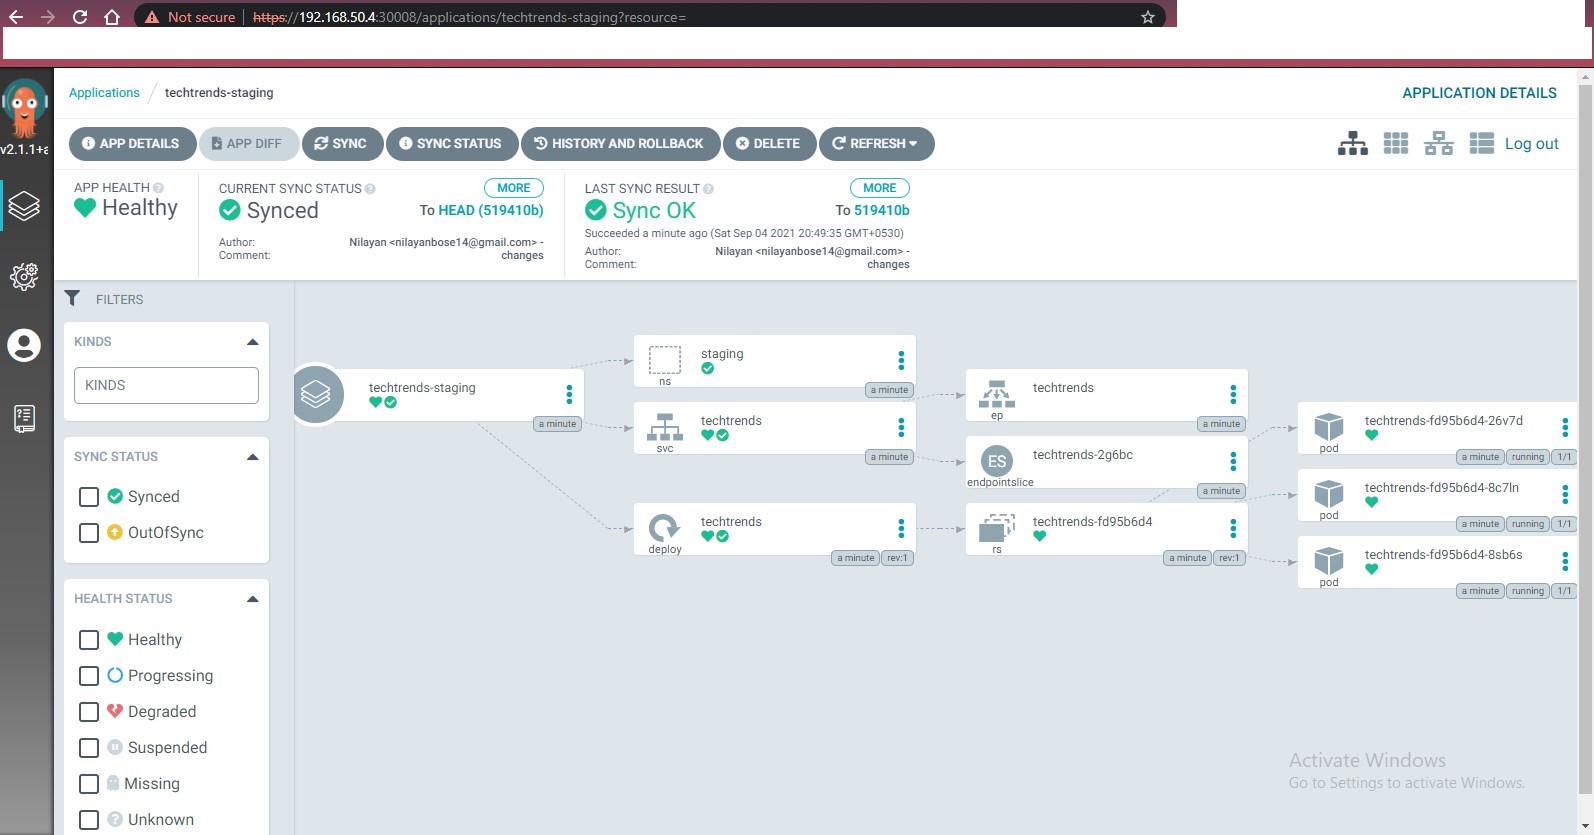 Not secure https://192.168.50.4:30008/applications/techtrends-staging?resource=
v2.1.1+a
Applications / techtrends-staging
APPLICATION DETAILS
APP DETAILS APP DIFF SYNC SYNC STATUS HISTORY AND ROLLBACK DELETE REFRESH
Log out
APP HEALTH
Healthy
CURRENT SYNC STATUS MORE
Synced To HEAD (519410b)
Author: Nilayan <nilayanbose14@gmail.com> -
Comment: changes
LAST SYNC RESULT MORE
Sync OK To 519410b
Succeeded a minute ago (Sat Sep 04 2021 20:49:35 GMT+0530)
Author: Nilayan <nilayanbose14@gmail.com> -
Comment: changes
FILTERS
KINDS
KINDS
SYNC STATUS
Synced
OutOfSync
HEALTH STATUS
Healthy
Progressing
Degraded
Suspended
Missing
Unknown
techtrends-staging
a minute
staging
ns
a minute
techtrends
svc
a minute
techtrends
deploy
a minute rev:1
techtrends
ep
a minute
ES
techtrends-2g6bc
endpointslice
a minute
techtrends-fd95b6d4
rs
a minute rev:1
techtrends-fd95b6d4-26v7d
pod
a minute running 1/1
techtrends-fd95b6d4-8c7ln
pod
a minute running 1/1
techtrends-fd95b6d4-8sb6s
pod
a minute running 1/1
Activate Windows
Go to Settings to activate Windows.